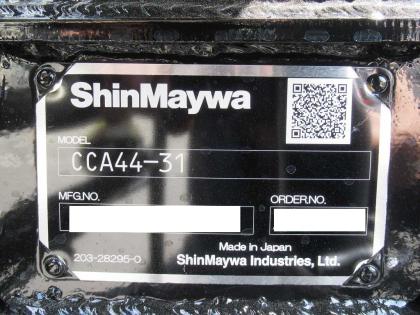 ShinMaywa
MODEL
CCA44-31
MFG.NO.
ORDER.NO.
Made in Japan
203-28295-0
ShinMaywa Industries, Ltd.